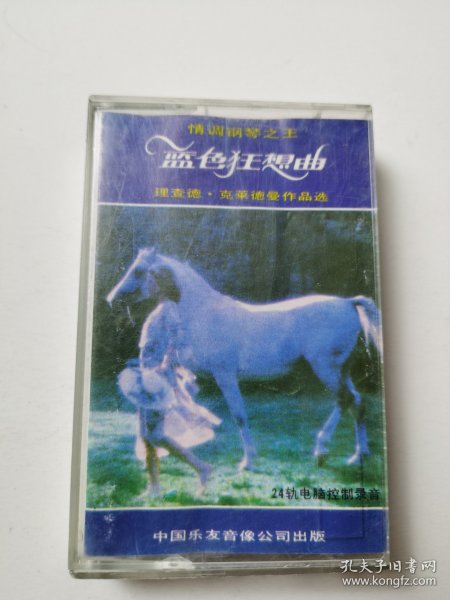 情调钢琴之王
蓝色狂想曲
理查德·克莱德曼作品选
24轨电脑控制录音
中国乐友音像公司出版
孔夫子旧书网
www.kongfz.com